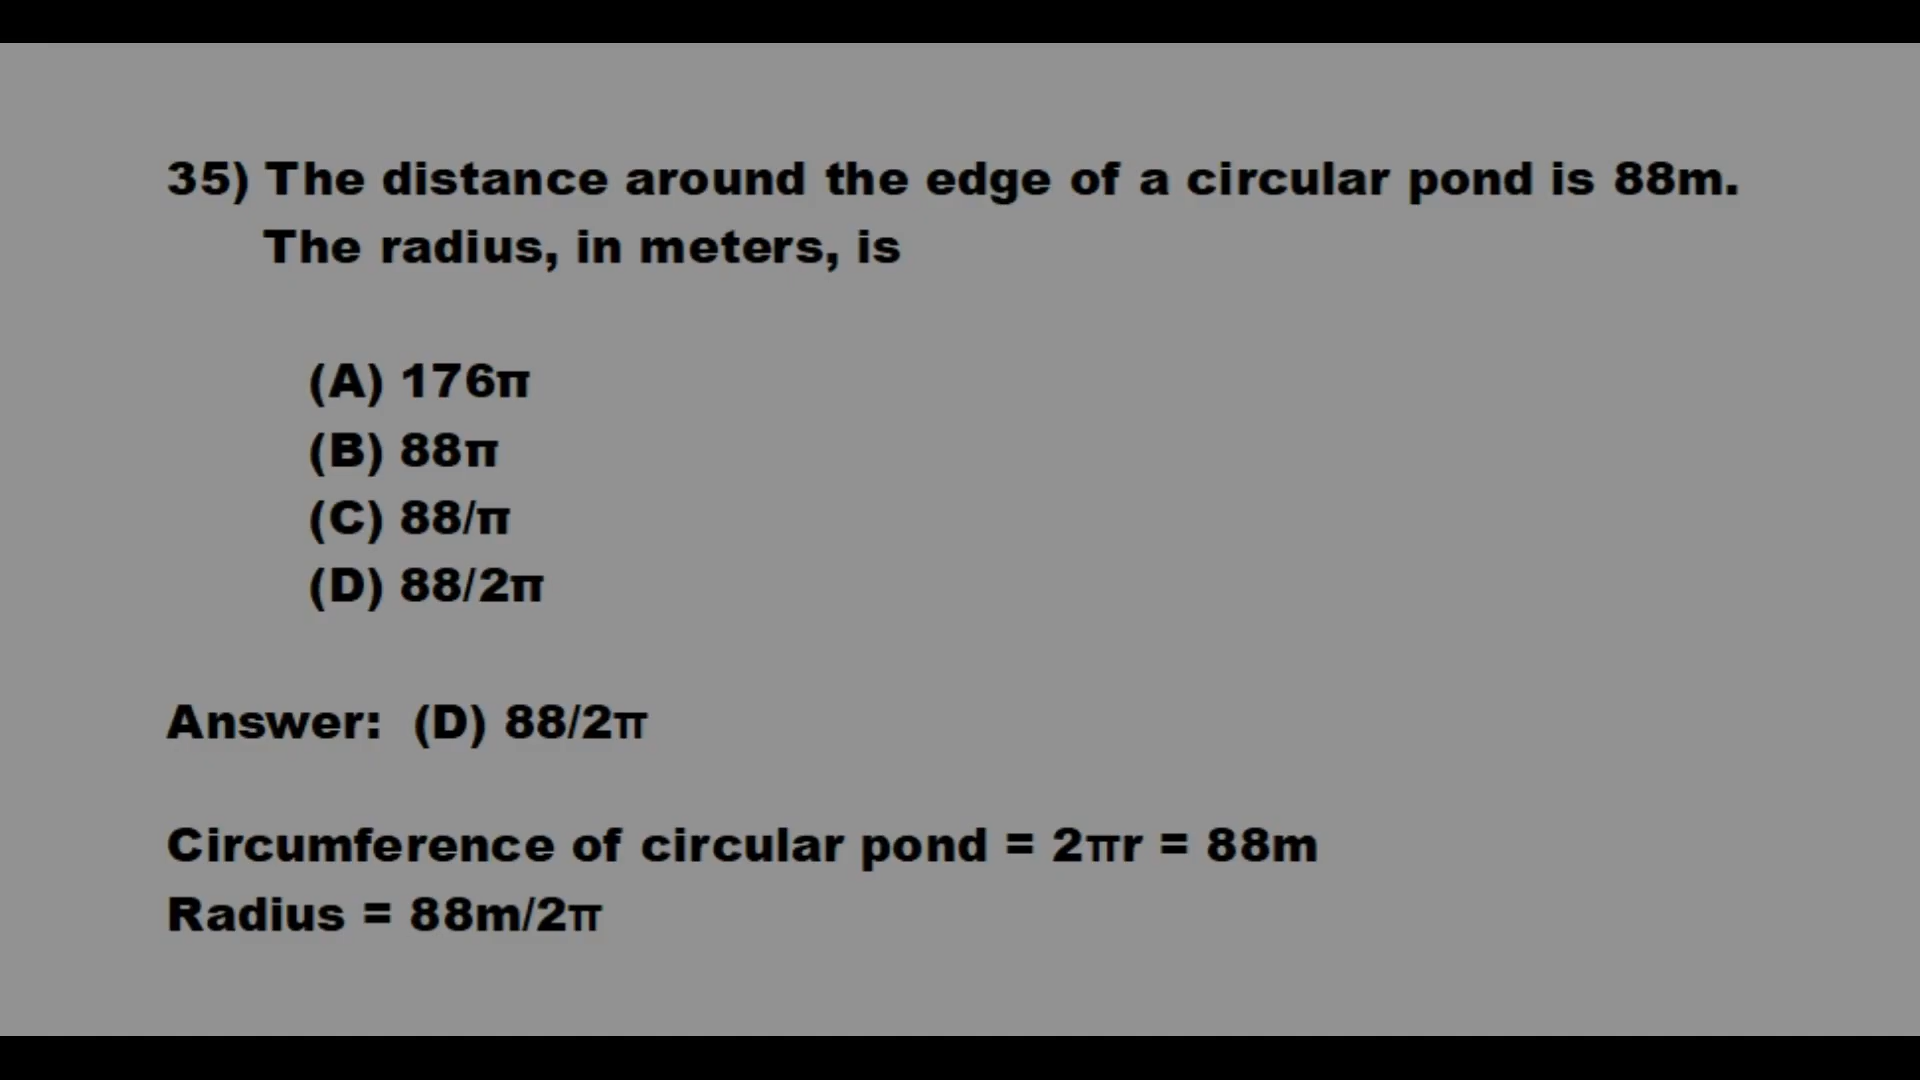 35) The distance around the edge of a circular pond is 88m.
The radius, in meters, is
(A) 176π
(B) 88π
(C) 88/π
(D) 88/2π
Answer: (D) 88/2π
Circumference of circular pond = 2πr = 88m
Radius = 88m/2π